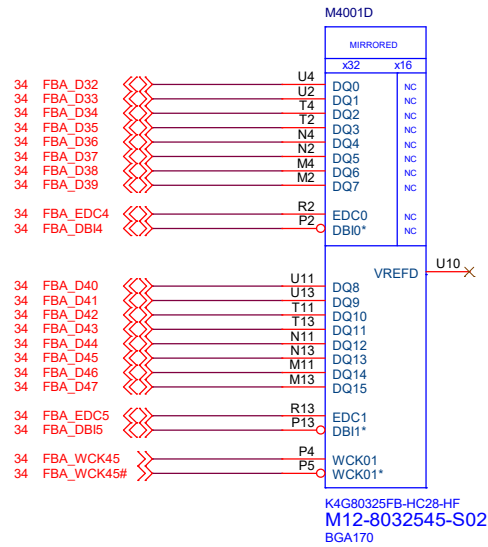 M4001D
MIRRORED
x32 x16
34 FBA_D32 U4 DQ0 NC
34 FBA_D33 U2 DQ1 NC
34 FBA_D34 T4 DQ2 NC
34 FBA_D35 T2 DQ3 NC
34 FBA_D36 N4 DQ4 NC
34 FBA_D37 N2 DQ5 NC
34 FBA_D38 M4 DQ6 NC
34 FBA_D39 M2 DQ7 NC
34 FBA_EDC4 R2 EDC0 NC
34 FBA_DBI4 P2 DBI0* NC
VREFD U10
34 FBA_D40 U11 DQ8
34 FBA_D41 U13 DQ9
34 FBA_D42 T11 DQ10
34 FBA_D43 T13 DQ11
34 FBA_D44 N11 DQ12
34 FBA_D45 N13 DQ13
34 FBA_D46 M11 DQ14
34 FBA_D47 M13 DQ15
34 FBA_EDC5 R13 EDC1
34 FBA_DBI5 P13 DBI1*
34 FBA_WCK45 P4 WCK01
34 FBA_WCK45# P5 WCK01*
K4G80325FB-HC28-HF
M12-8032545-S02
BGA170